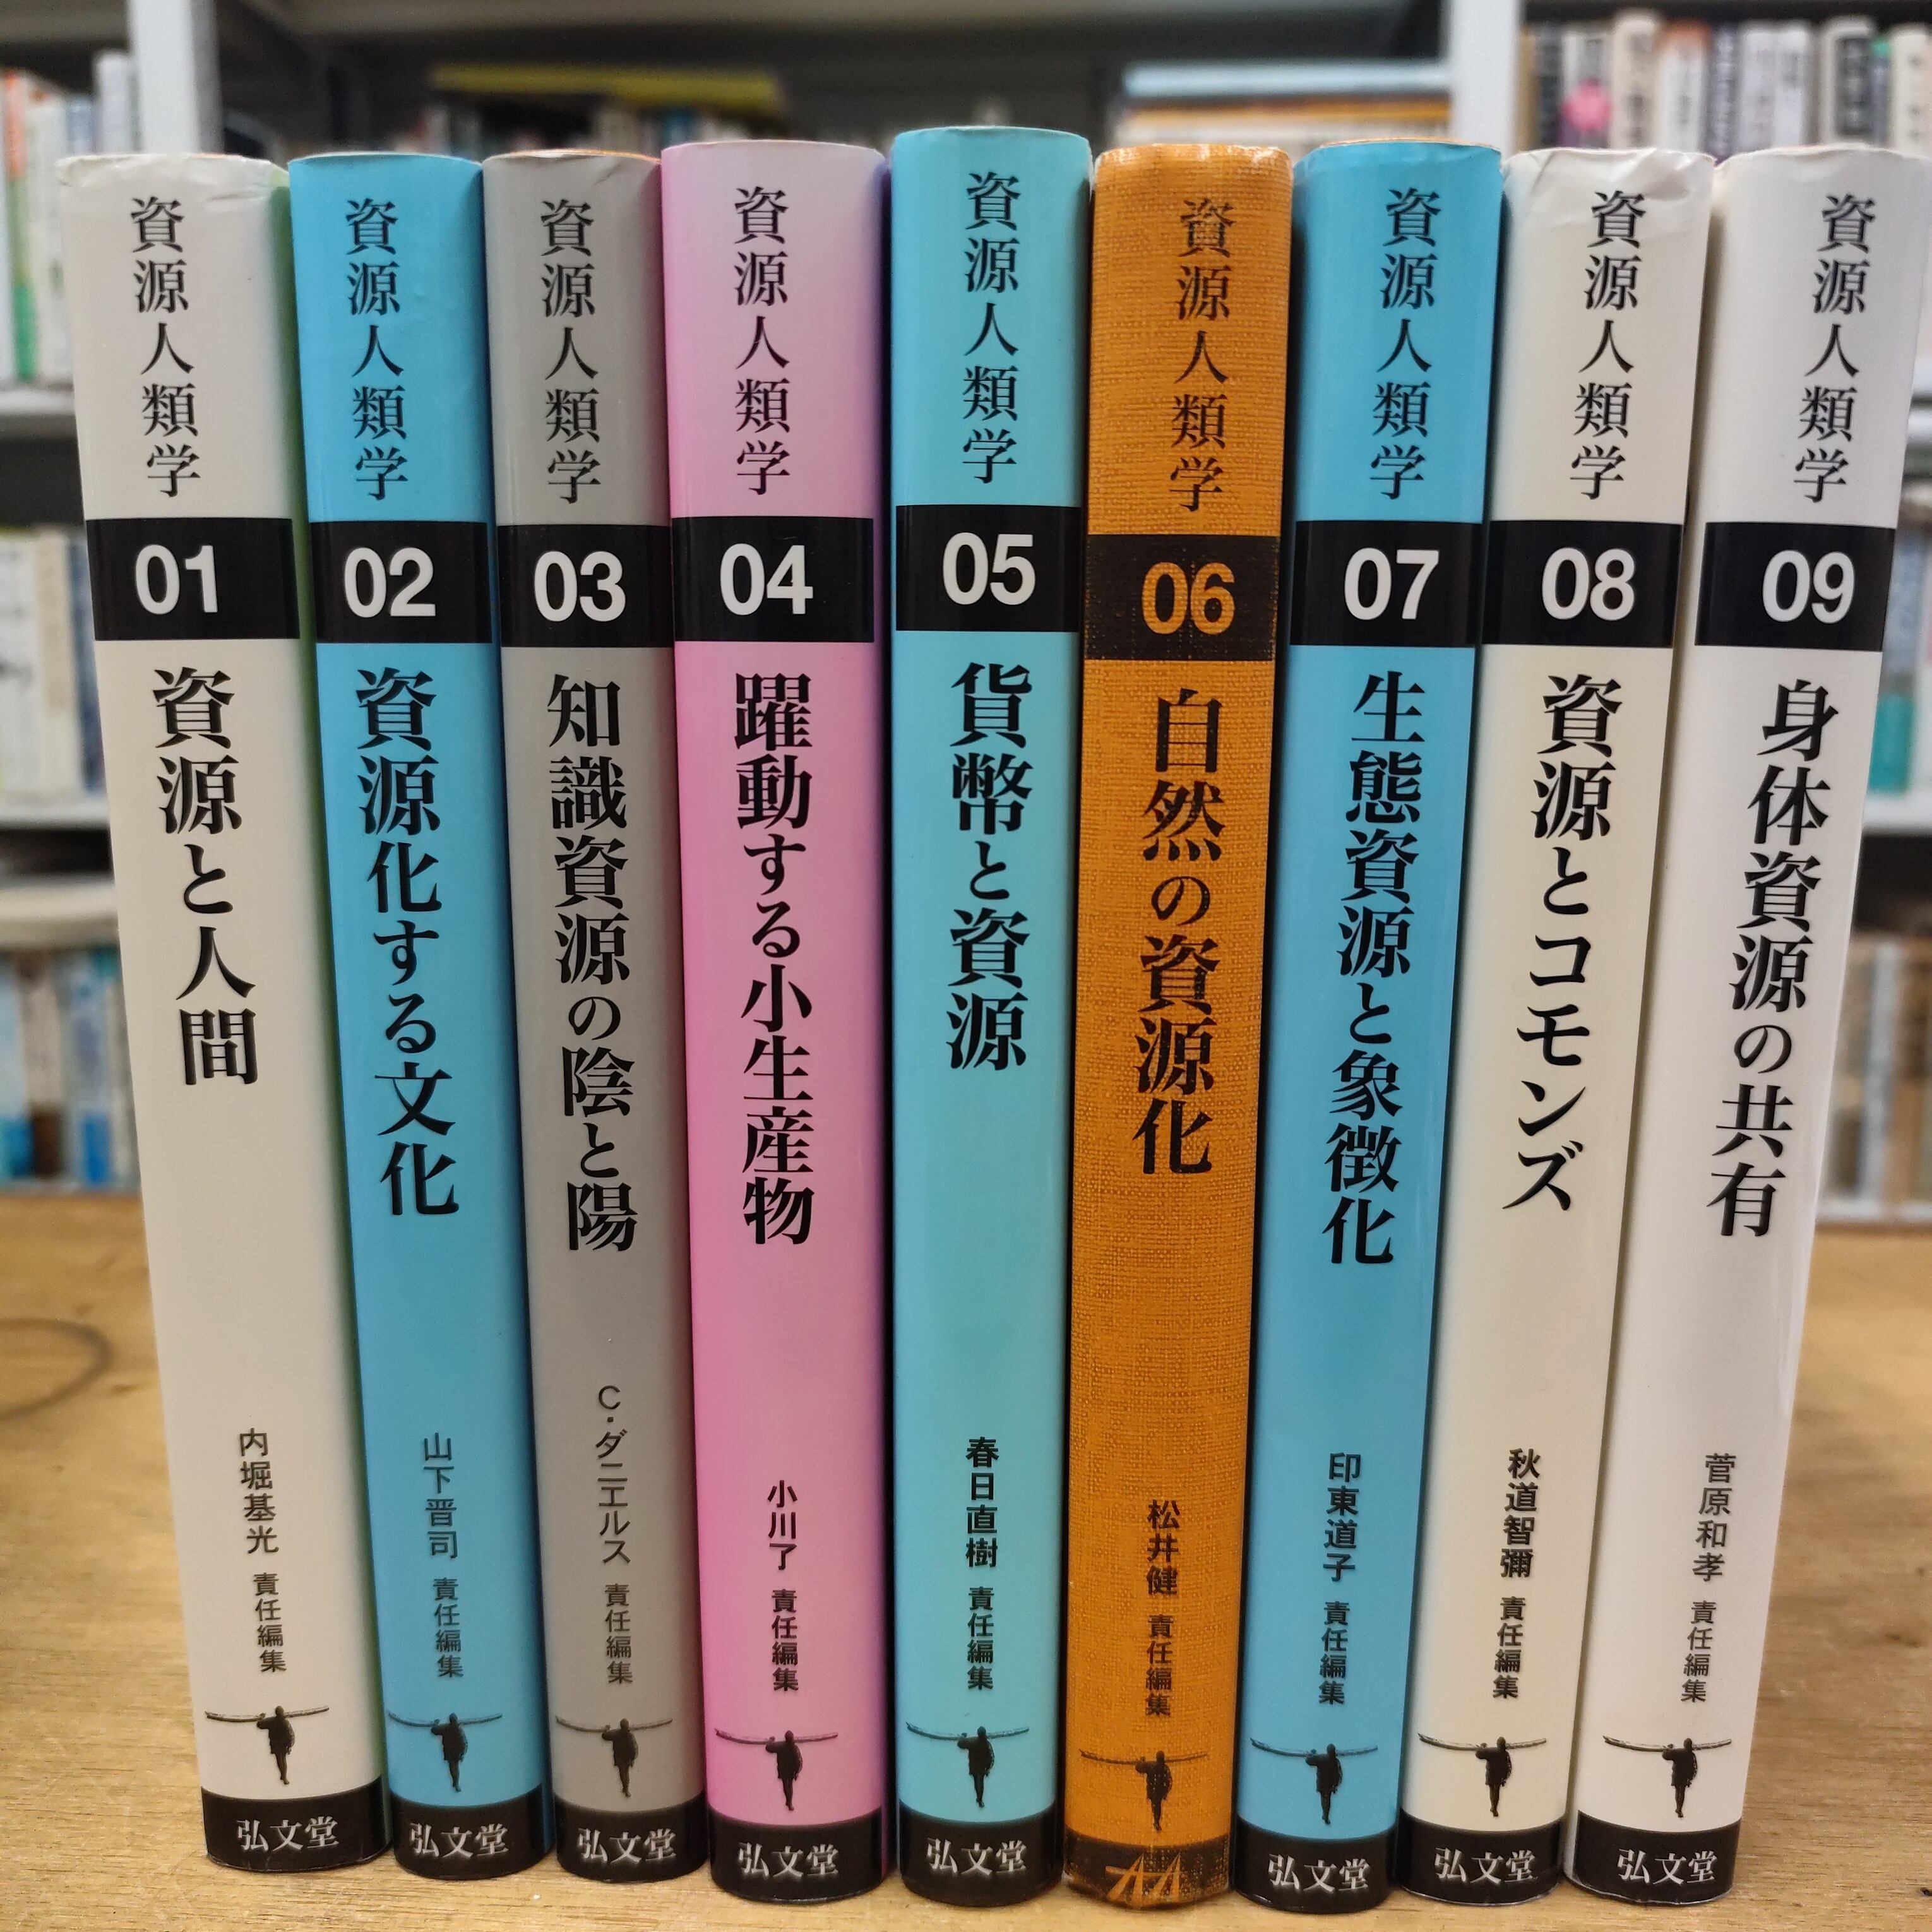 資源人類学
01
資源と人間
内堀基光 責任編集
弘文堂
資源人類学
02
資源化する文化
山下晋司 責任編集
弘文堂
資源人類学
03
知識資源の陰と陽
C・ダニエルス 責任編集
弘文堂
資源人類学
04
躍動する小生産物
小川了 責任編集
弘文堂
資源人類学
05
貨幣と資源
春日直樹 責任編集
弘文堂
資源人類学
06
自然の資源化
松井健 責任編集
AA
資源人類学
07
生態資源と象徴化
印東道子 責任編集
弘文堂
資源人類学
08
資源とコモンズ
秋道智彌 責任編集
弘文堂
資源人類学
09
身体資源の共有
菅原和孝 責任編集
弘文堂